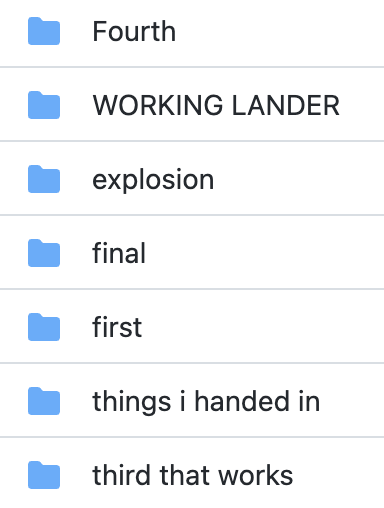 Fourth
WORKING LANDER
explosion
final
first
things i handed in
third that works